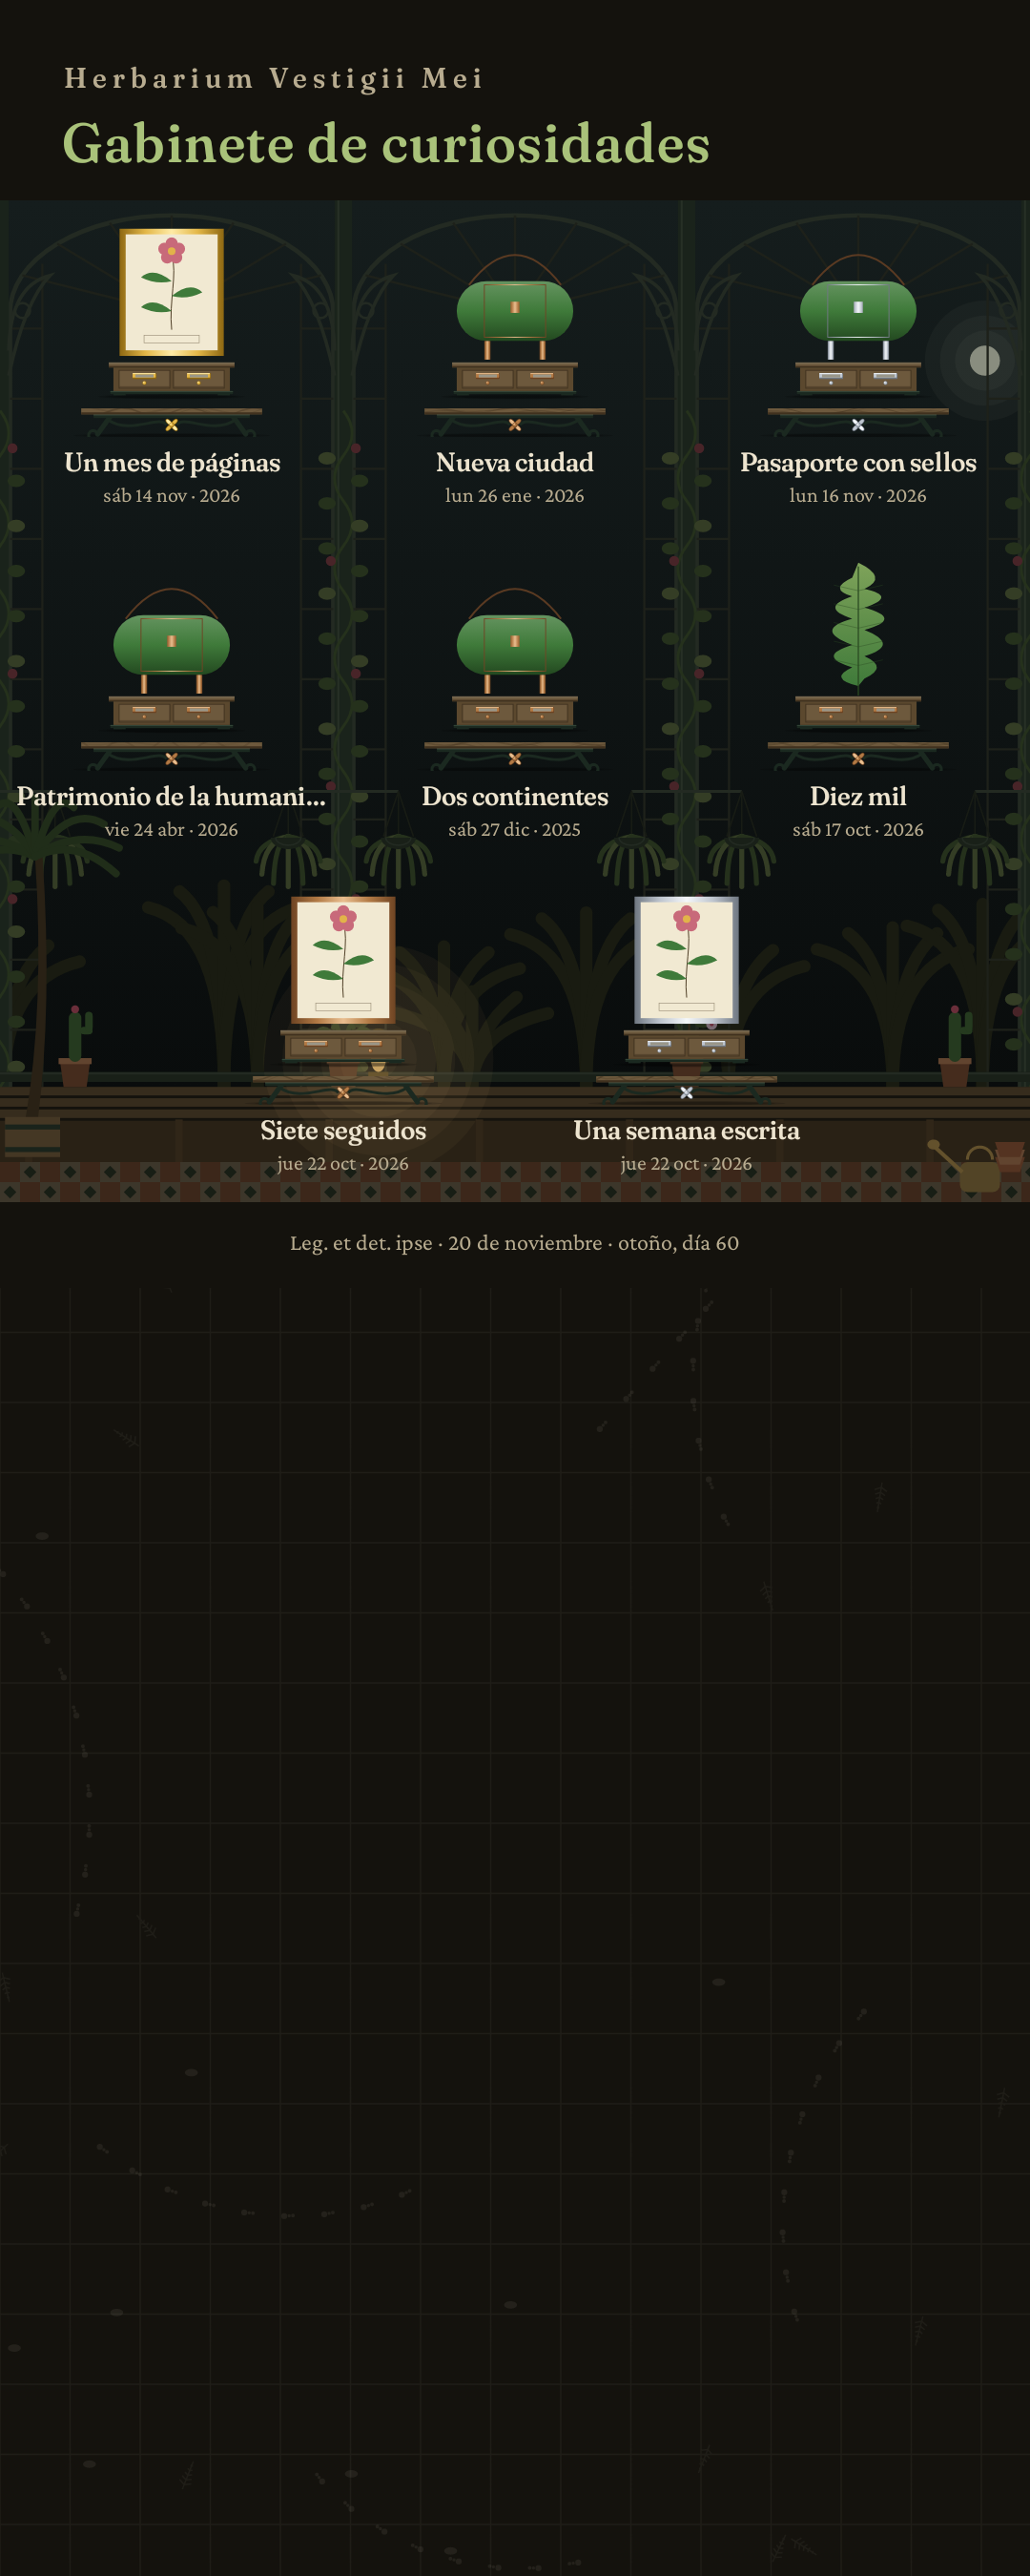 Herbarium Vestigii Mei
Gabinete de curiosidades
Un mes de páginas
sáb 14 nov · 2026
Nueva ciudad
lun 26 ene · 2026
Pasaporte con sellos
lun 16 nov · 2026
Patrimonio de la humani...
vie 24 abr · 2026
Dos continentes
sáb 27 dic · 2025
Diez mil
sáb 17 oct · 2026
Siete seguidos
jue 22 oct · 2026
Una semana escrita
jue 22 oct · 2026
Leg. et det. ipse · 20 de noviembre · otoño, día 60